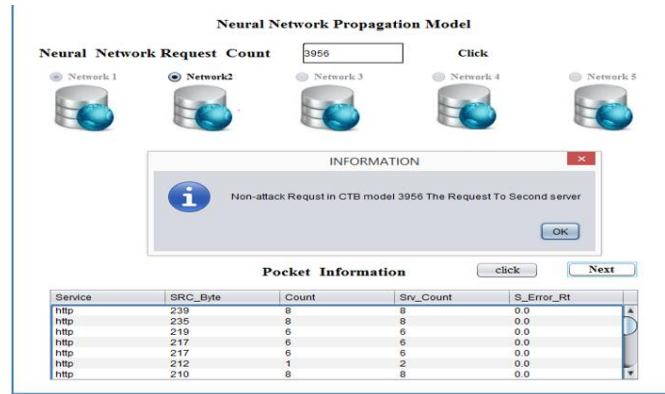 Neural Network Propagation Model
Neural Network Request Count 3956 Click
Network 1 Network2 Network 3 Network 4 Network 5
INFORMATION
Non-attack Requst in CTB model 3956 The Request To Second server
OK
Pocket Information click Next
Service SRC_Byte Count Srv_Count S_Error_Rt
http 239 8 8 0.0
http 235 8 8 0.0
http 219 6 6 0.0
http 217 6 6 0.0
http 217 6 6 0.0
http 212 1 2 0.0
http 210 8 8 0.0